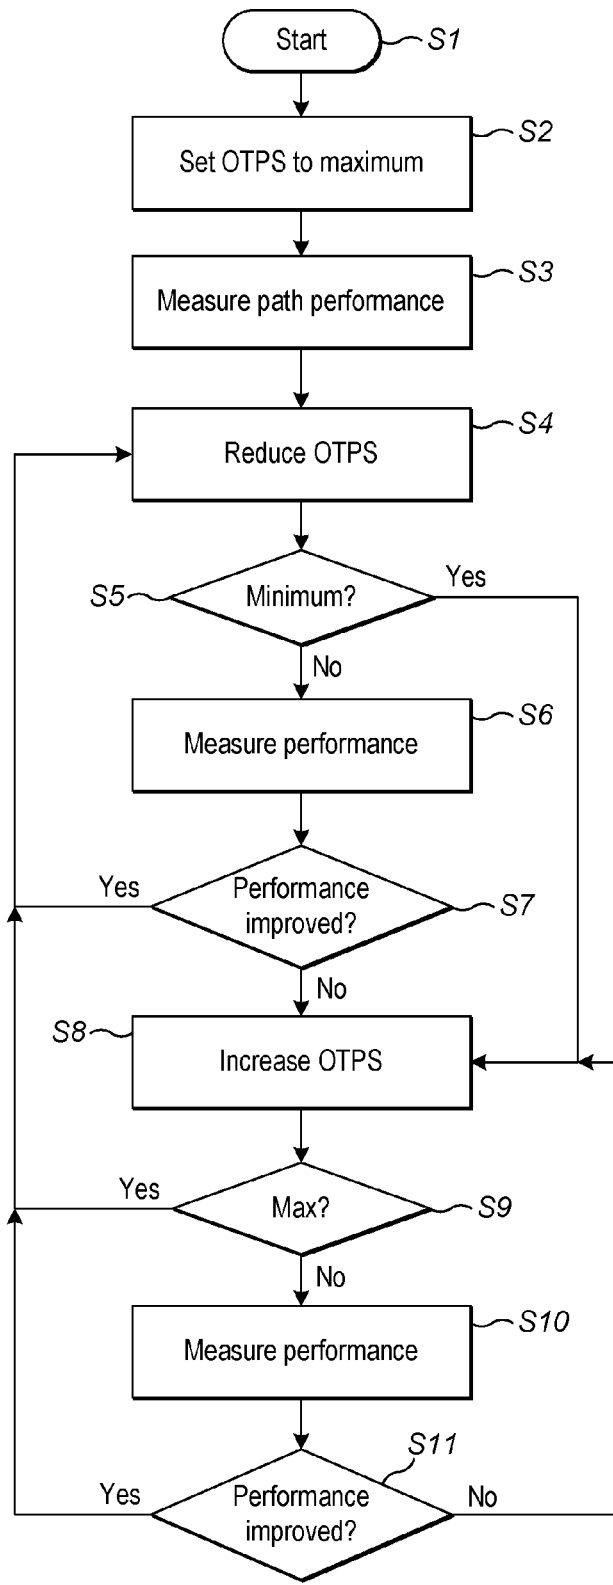 Start
S1
S2
Set OTPS to maximum
S3
Measure path performance
S4
Reduce OTPS
Yes
S5
Minimum?
No
S6
Measure performance
Yes
Performance
improved?
S7
No
S8
Increase OTPS
Yes
Max?
S9
No
S10
Measure performance
S11
Yes
Performance
improved?
No